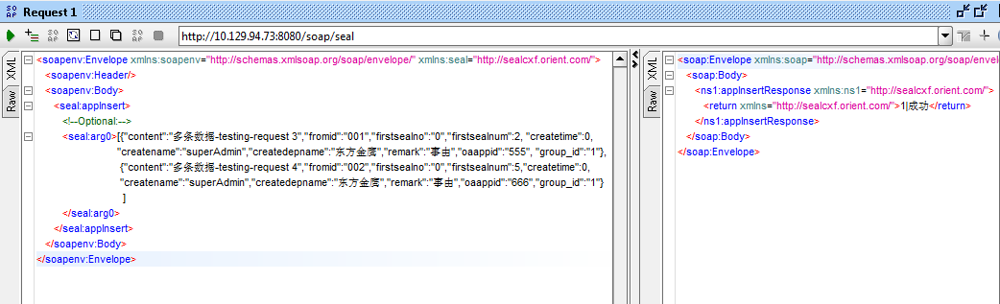 Request 1
http://10.129.94.73:8080/soap/seal
XML
Raw
<soapenv:Envelope xmlns:soapenv="http://schemas.xmlsoap.org/soap/envelope/" xmlns:seal="http://sealcxf.orient.com/">
<soapenv:Header/>
<soapenv:Body>
<seal:appInsert>
<!--Optional:-->
<seal:arg0>[{"content":"多条数据-testing-request 3","fromid":"001","firstsealno":"0","firstsealnum":2, "createtime":0,
"createname":"superAdmin","createdepname":"东方金融","remark":"事由","oaappid":"555", "group_id":"1"},
{"content":"多条数据-testing-request 4","fromid":"002","firstsealno":"0","firstsealnum":5,"createtime":0,
"createname":"superAdmin","createdepname":"东方金融","remark":"事由","oaappid":"666","group_id":"1"}
]
</seal:arg0>
</seal:appInsert>
</soapenv:Body>
</soapenv:Envelope>
XML
Raw
<soap:Envelope xmlns:soap="http://schemas.xmlsoap.org/soap/envel
<soap:Body>
<ns1:appInsertResponse xmlns:ns1="http://sealcxf.orient.com/">
<return xmlns="http://sealcxf.orient.com/">1|成功</return>
</ns1:appInsertResponse>
</soap:Body>
</soap:Envelope>